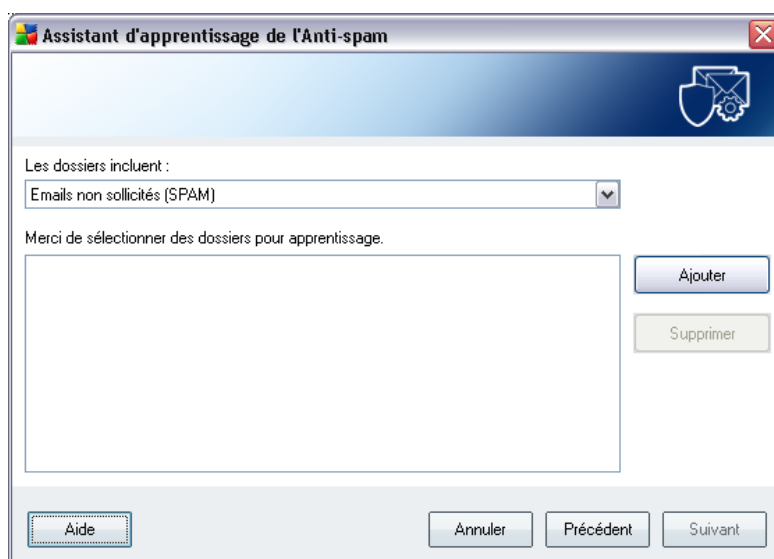 Assistant d'apprentissage de l'Anti-spam
Les dossiers incluent :
Emails non sollicités (SPAM)
Merci de sélectionner des dossiers pour apprentissage.
Ajouter
Supprimer
Aide
Annuler
Précédent
Suivant